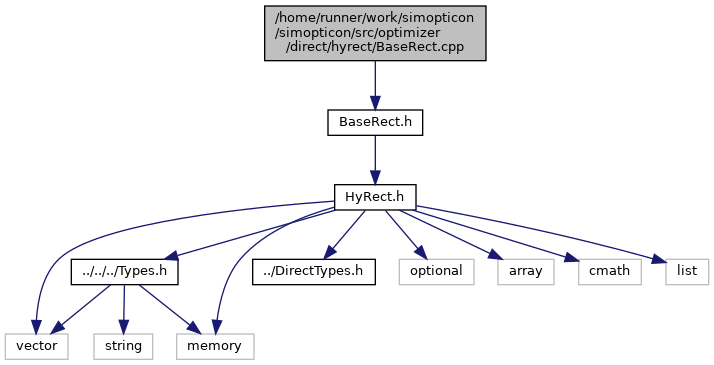 /home/runner/work/simopticon
/simopticon/src/optimizer
/direct/hyrect/BaseRect.cpp
BaseRect.h
HyRect.h
../../../Types.h
../DirectTypes.h
optional
array
cmath
list
vector
string
memory